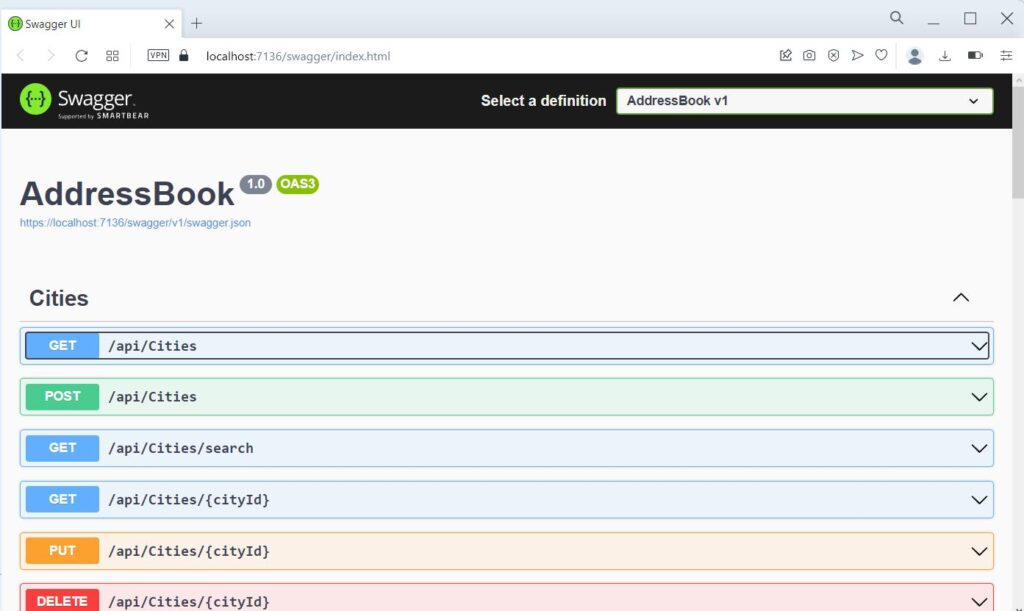 Swagger UI
VPN localhost:7136/swagger/index.html
Swagger.
Supported by SMARTBEAR
Select a definition AddressBook v1
AddressBook 1.0 OAS3
https://localhost:7136/swagger/v1/swagger.json
Cities
GET /api/Cities
POST /api/Cities
GET /api/Cities/search
GET /api/Cities/{cityId}
PUT /api/Cities/{cityId}
DELETE /api/Cities/{cityId}